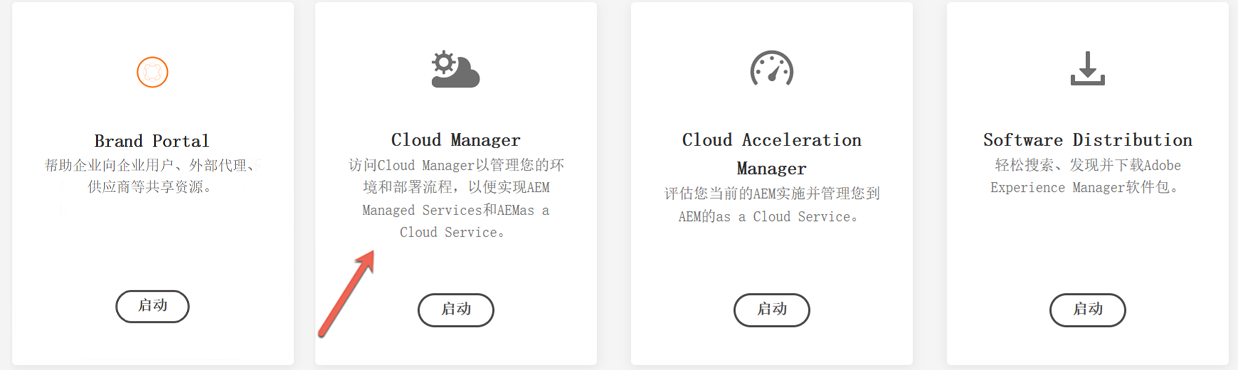 Brand Portal
帮助企业向企业用户、外部代理、
供应商等共享资源。
启动
Cloud Manager
访问Cloud Manager以管理您的环
境和部署流程，以便实现AEM
Managed Services和AEMas a
Cloud Service。
启动
Cloud Acceleration
Manager
评估您当前的AEM实施并管理您到
AEM的as a Cloud Service。
启动
Software Distribution
轻松搜索、发现并下载Adobe
Experience Manager软件包。
启动